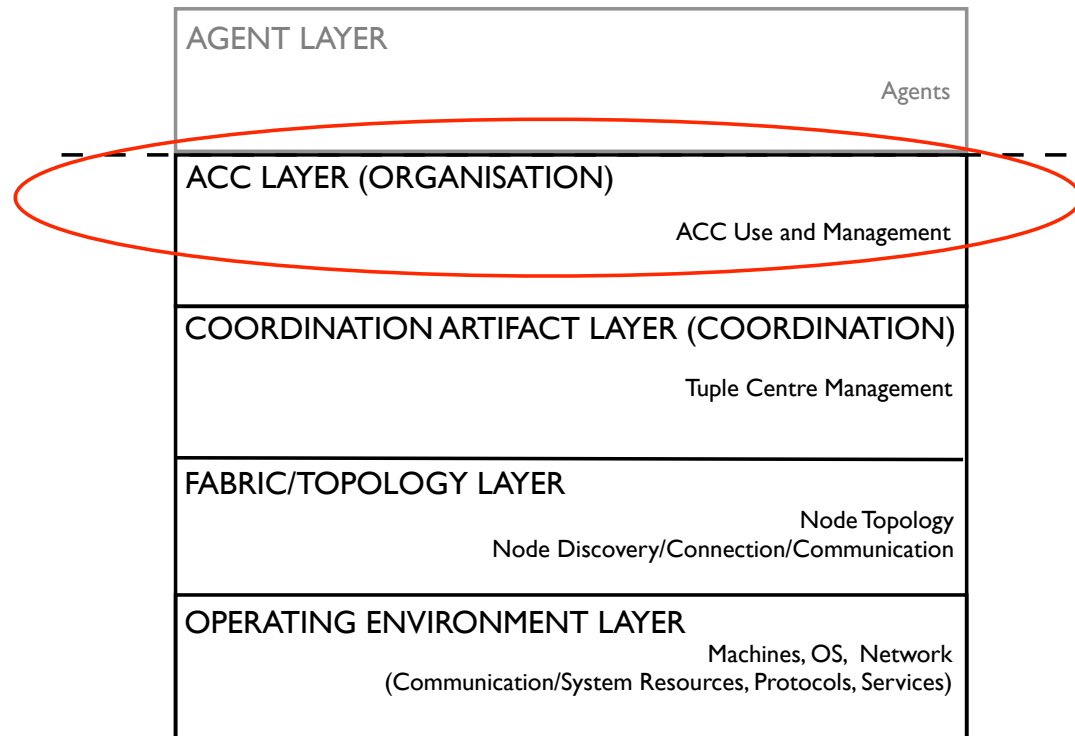 AGENT LAYER
Agents
ACC LAYER (ORGANISATION)
ACC Use and Management
COORDINATION ARTIFACT LAYER (COORDINATION)
Tuple Centre Management
FABRIC/TOPOLOGY LAYER
Node Topology
Node Discovery/Connection/Communication
OPERATING ENVIRONMENT LAYER
Machines, OS, Network
(Communication/System Resources, Protocols, Services)